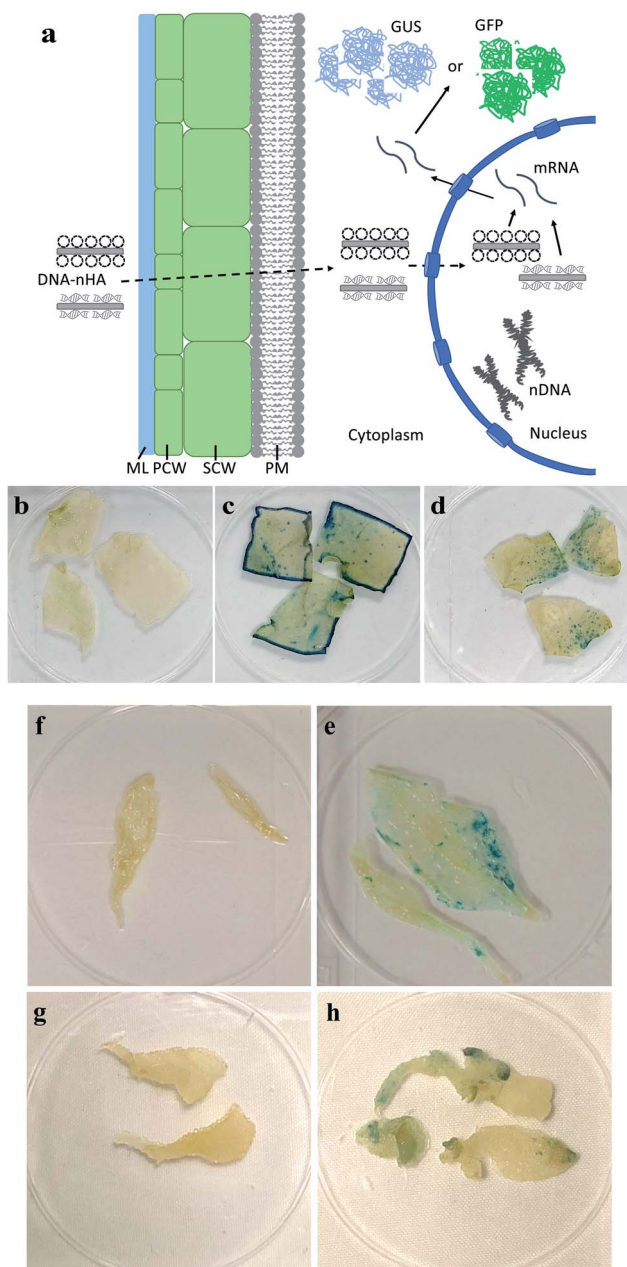 a
GUS
GFP
or
mRNA
DNA-nHA
nDNA
Cytoplasm
Nucleus
ML PCW SCW PM
b
c
d
f
e
g
h